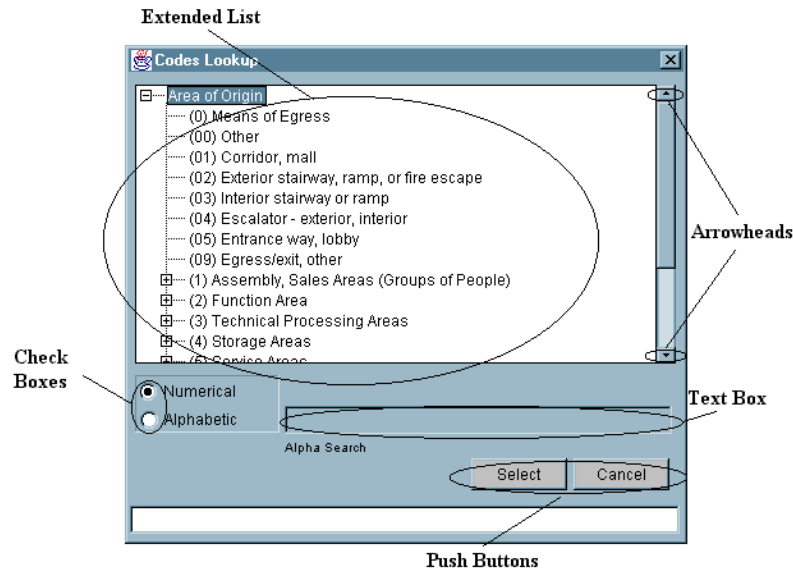 Extended List
Codes Lookup
Area of Origin
(0) Means of Egress
(00) Other
(01) Corridor, mall
(02) Exterior stairway, ramp, or fire escape
(03) Interior stairway or ramp
(04) Escalator - exterior, interior
(05) Entrance way, lobby
(09) Egress/exit, other
Arrowheads
(1) Assembly, Sales Areas (Groups of People)
(2) Function Area
(3) Technical Processing Areas
(4) Storage Areas
(5) Service Areas
Check
Boxes
Numerical
Alphabetic
Text Box
Alpha Search
Select Cancel
Push Buttons